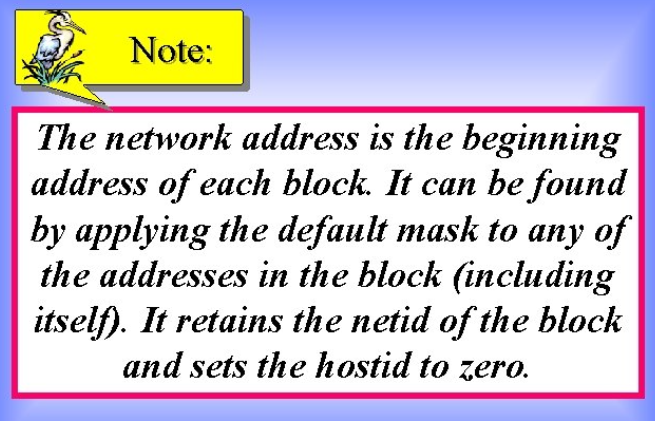 Note:
The network address is the beginning
address of each block. It can be found
by applying the default mask to any of
the addresses in the block (including
itself). It retains the netid of the block
and sets the hostid to zero.